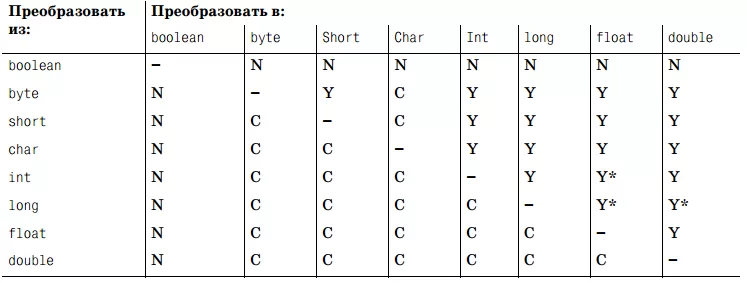 Преобразовать Преобразовать в:
из: boolean byte Short Char Int long float double
boolean – N N N N N N N
byte N – Y C Y Y Y Y
short N C – C Y Y Y Y
char N C C – Y Y Y Y
int N C C C – Y Y* Y
long N C C C C – Y* Y*
float N C C C C C – Y
double N C C C C C C –